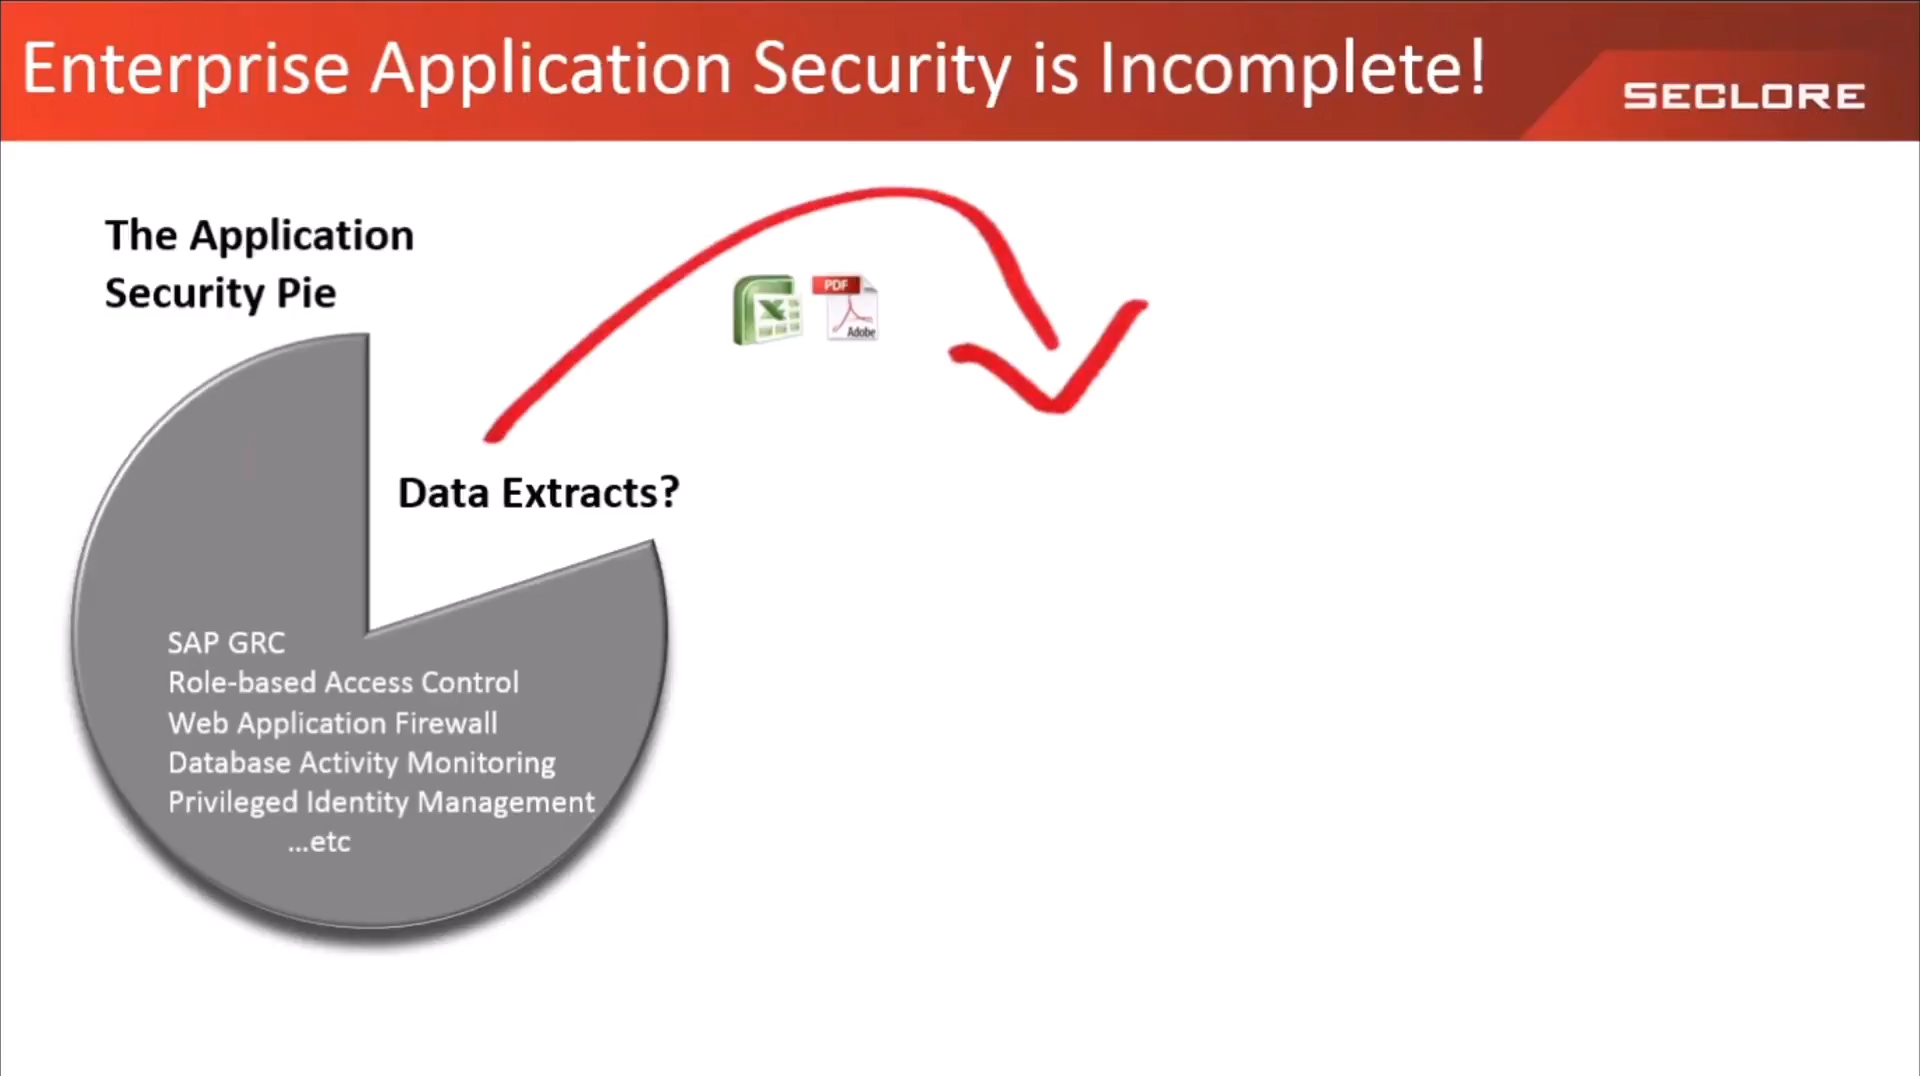 Enterprise Application Security is Incomplete!
SECLORE
The Application
Security Pie
PDF
Adobe
Data Extracts?
SAP GRC
Role-based Access Control
Web Application Firewall
Database Activity Monitoring
Privileged Identity Management
...etc